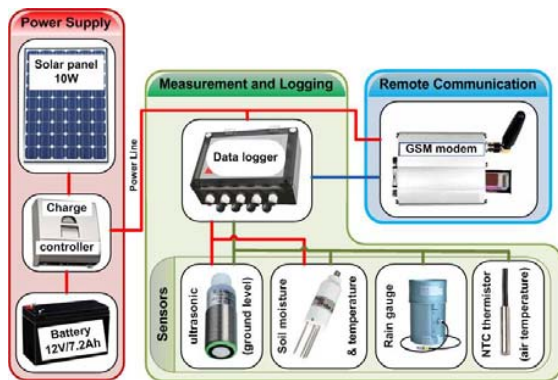 Power Supply
Solar panel
10W
Charge
controller
Battery
12V/7.2Ah
Power Line
Measurement and Logging
Data logger
Remote Communication
GSM modem
Sensors
ultrasonic
(ground level)
Soil moisture
& temperature
Rain gauge
NTC thermistor
(air temperature)